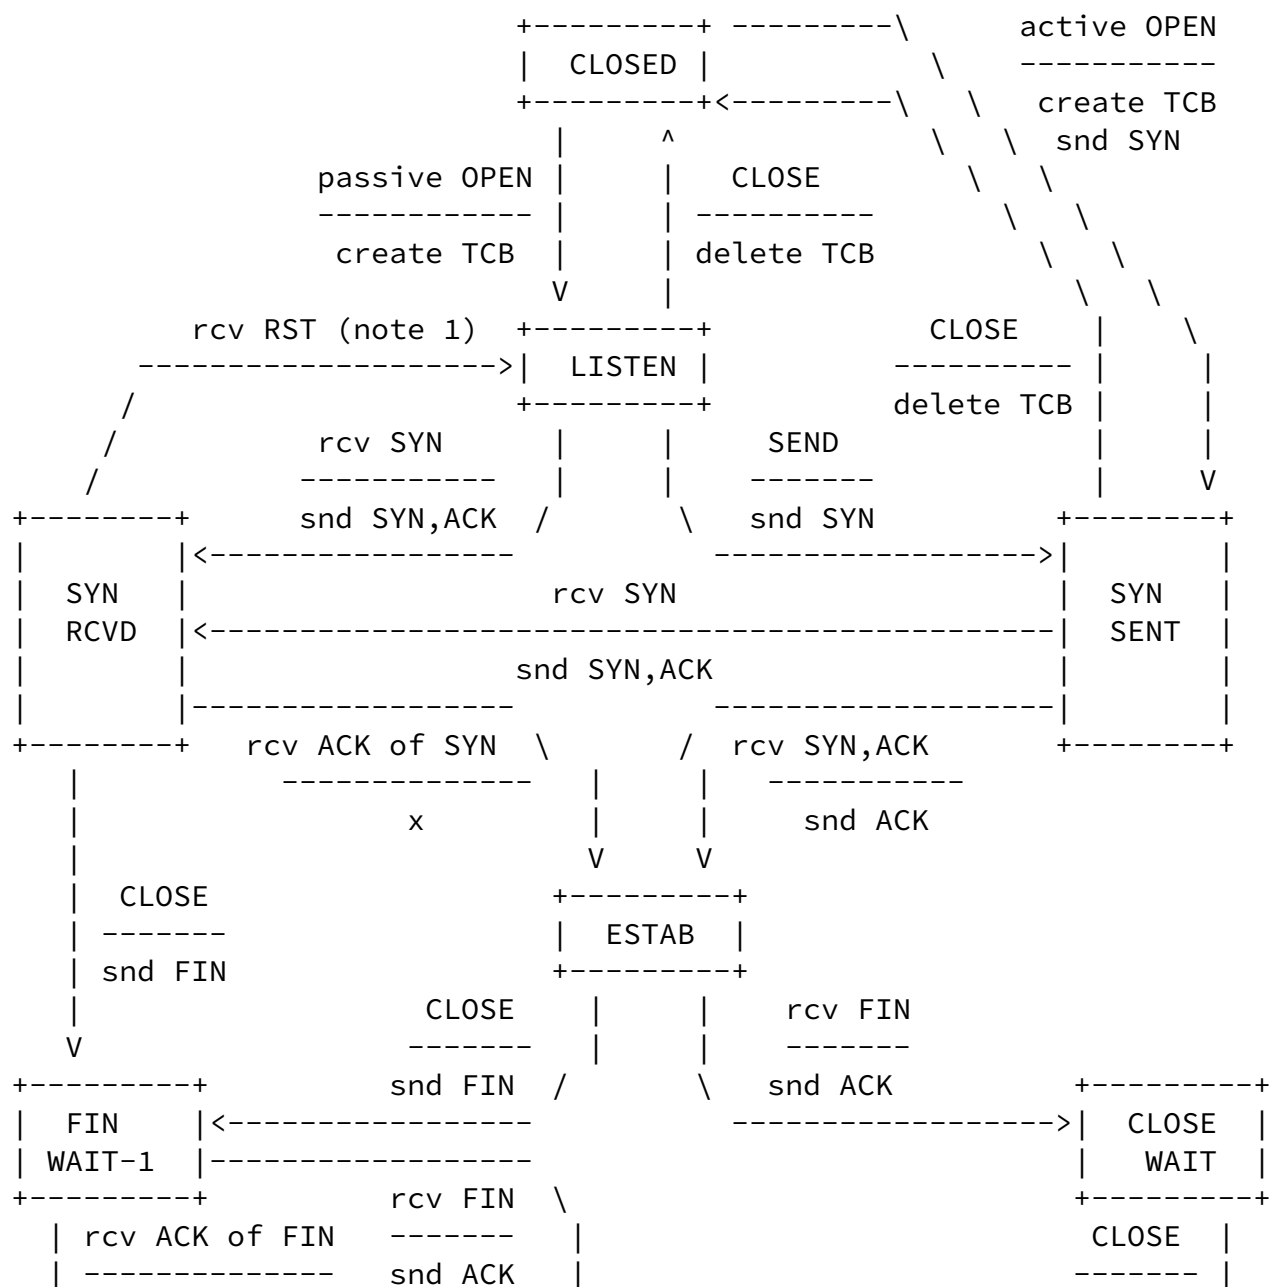 +---------+ ---------\      active OPEN
                            |  CLOSED |            \    -----------
                            +---------+<---------\   \   create TCB
                              |     ^              \   \  snd SYN
                 passive OPEN |     |   CLOSE        \   \
                 ------------ |     | ----------       \   \
                  create TCB  |     | delete TCB         \   \
                              V     |                      \   \
          rcv RST (note 1)  +---------+            CLOSE    |    \
       -------------------->|  LISTEN |          ---------- |     |
      /                     +---------+          delete TCB |     |
     /           rcv SYN      |     |     SEND              |     |
    /           -----------   |     |    -------            |     V
+--------+      snd SYN,ACK  /       \   snd SYN          +--------+
|        |<-----------------           ------------------>|        |
|  SYN   |                    rcv SYN                     |  SYN   |
|  RCVD  |<-----------------------------------------------|  SENT  |
|        |                  snd SYN,ACK                   |        |
|        |------------------           -------------------|        |
+--------+   rcv ACK of SYN  \       /  rcv SYN,ACK       +--------+
   |           --------------   |     |   -----------
   |                  x         |     |     snd ACK
   |                            V     V
   |  CLOSE                   +---------+
   | -------                  |  ESTAB  |
   | snd FIN                  +---------+
   |                   CLOSE    |     |    rcv FIN
   V                  -------   |     |    -------
+---------+          snd FIN  /       \   snd ACK          +---------+
|  FIN    |<-----------------           ------------------>|  CLOSE  |
| WAIT-1  |------------------                              |   WAIT  |
+---------+          rcv FIN  \                            +---------+
  | rcv ACK of FIN   -------   |                            CLOSE  |
  | --------------   snd ACK   |                           ------- |